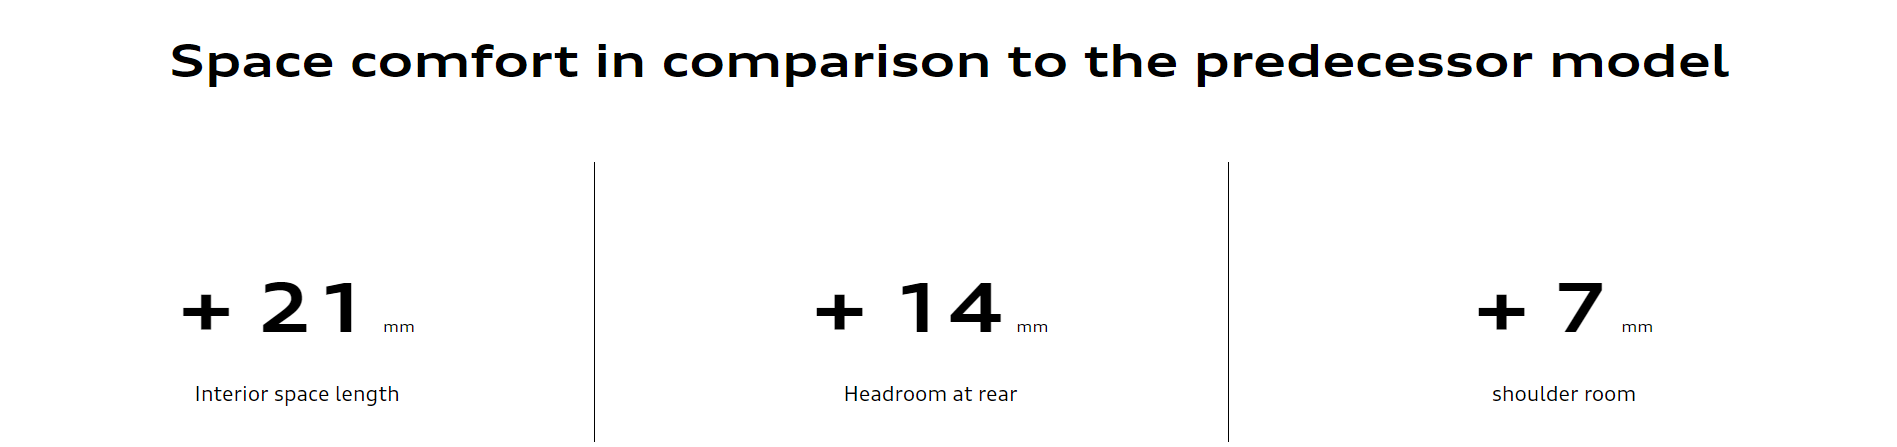 Space comfort in comparison to the predecessor model
+ 21 mm
Interior space length
+ 14 mm
Headroom at rear
+ 7 mm
shoulder room